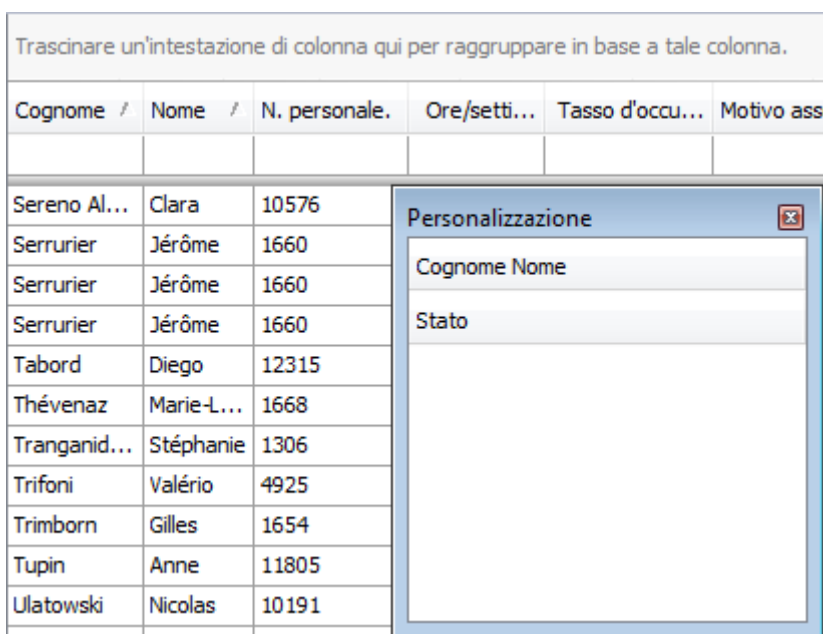 Trascinare un'intestazione di colonna qui per raggruppare in base a tale colonna.
Cognome Nome N. personale. Ore/setti... Tasso d'occu... Motivo ass
Sereno Al... Clara 10576
Personalizzazione
Serrurier Jérôme 1660
Cognome Nome
Serrurier Jérôme 1660
Serrurier Jérôme 1660
Stato
Tabord Diego 12315
Thévenaz Marie-L... 1668
Tranganid... Stéphanie 1306
Trifoni Valério 4925
Trimborn Gilles 1654
Tupin Anne 11805
Ulatowski Nicolas 10191